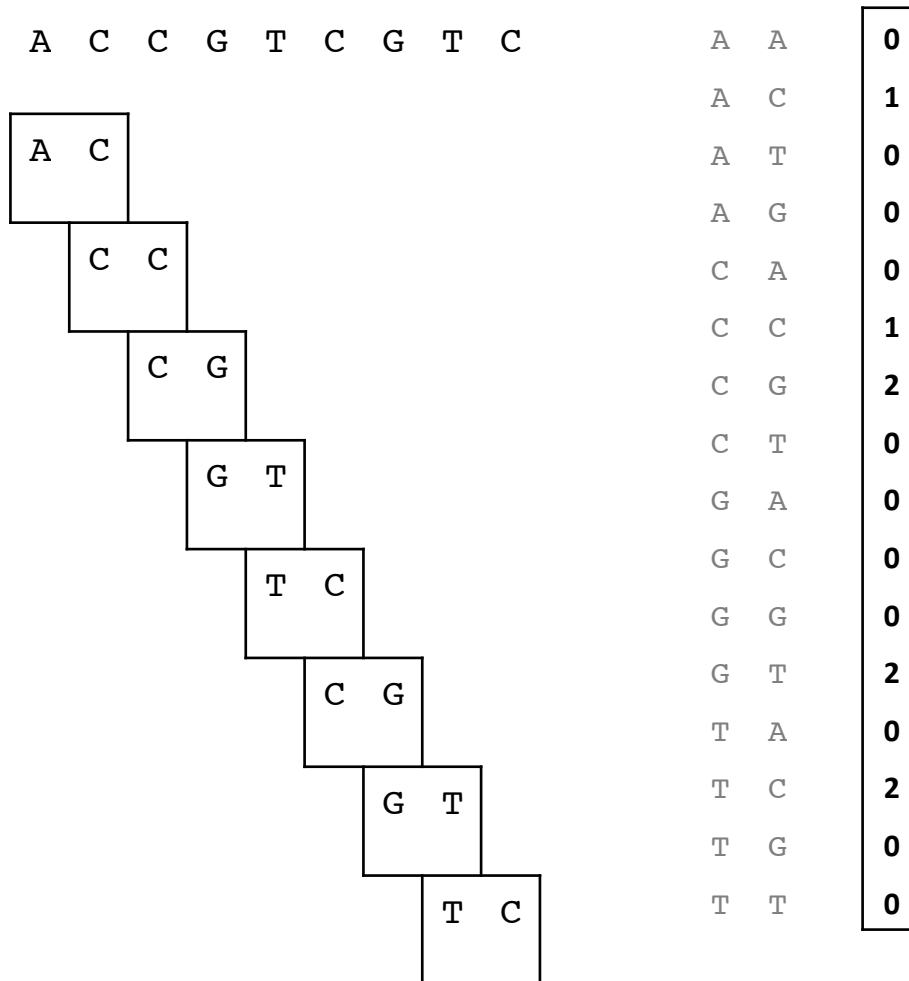 A C C G T C G T C
A C
C C
C G
G T
T C
C G
G T
T C
A A 0
A C 1
A T 0
A G 0
C A 0
C C 1
C G 2
C T 0
G A 0
G C 0
G G 0
G T 2
T A 0
T C 2
T G 0
T T 0